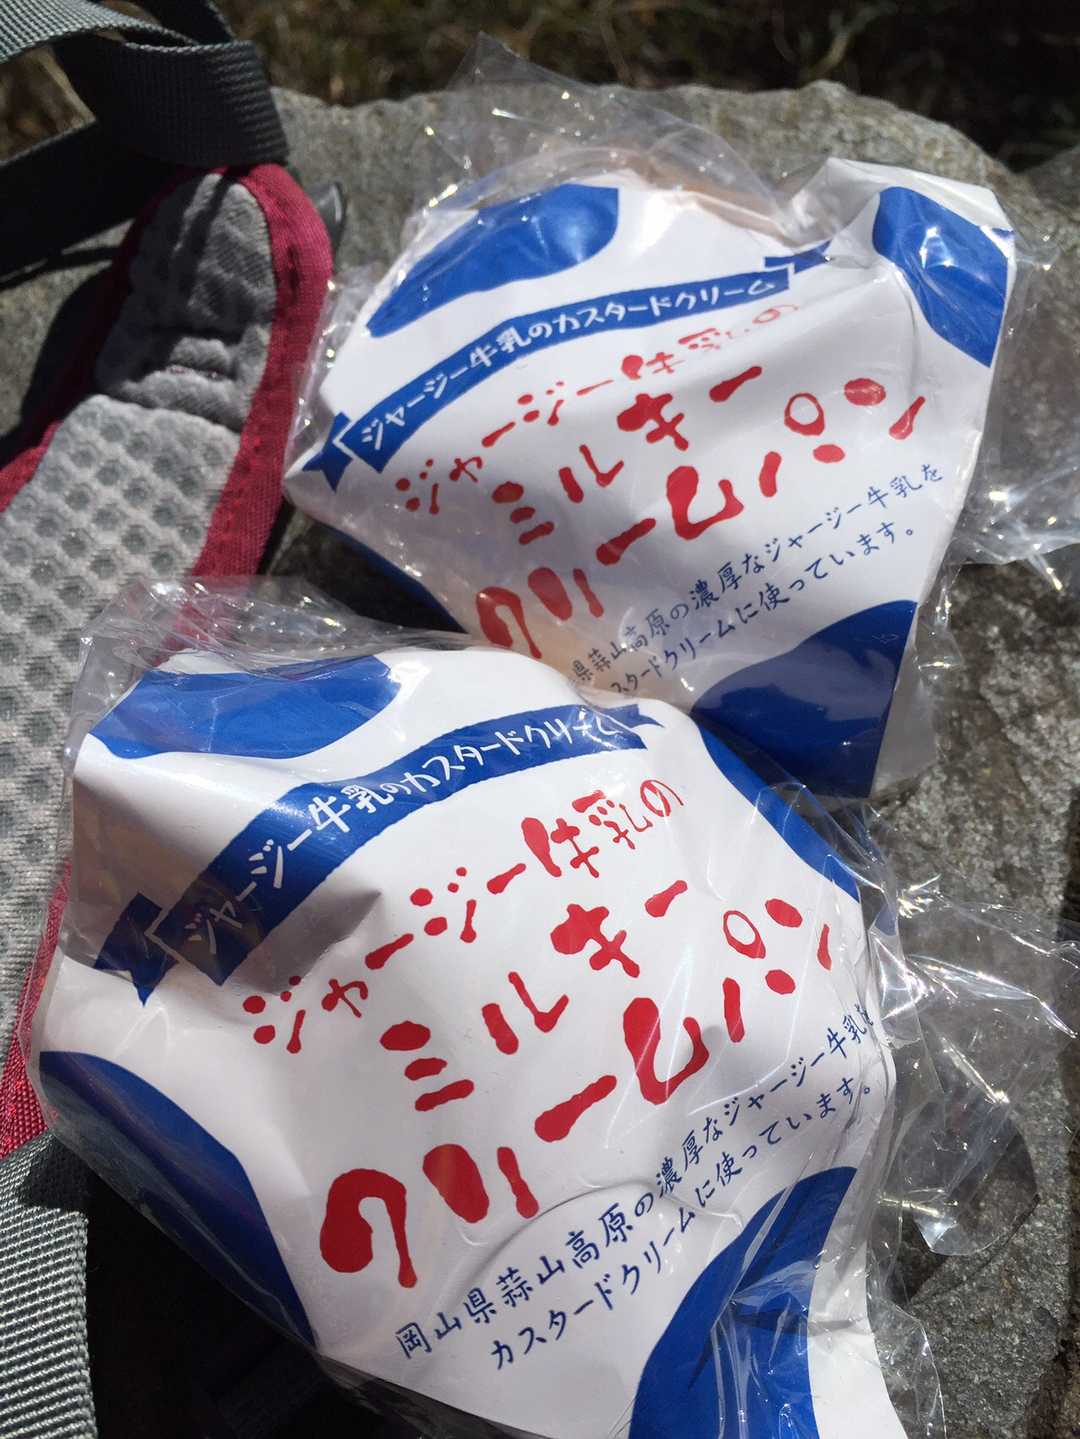 ジャージー牛乳のカスタードクリーム
ジャージー牛乳の
ミルキー
クリームパン
県蒜山高原の濃厚なジャージー牛乳を
スタードクリームに使っています。
ジャージー牛乳のカスタードクリーム
ジャージー牛乳の
ミルキー
クリームパン
岡山県蒜山高原の濃厚なジャージー牛乳を
カスタードクリームに使っています。